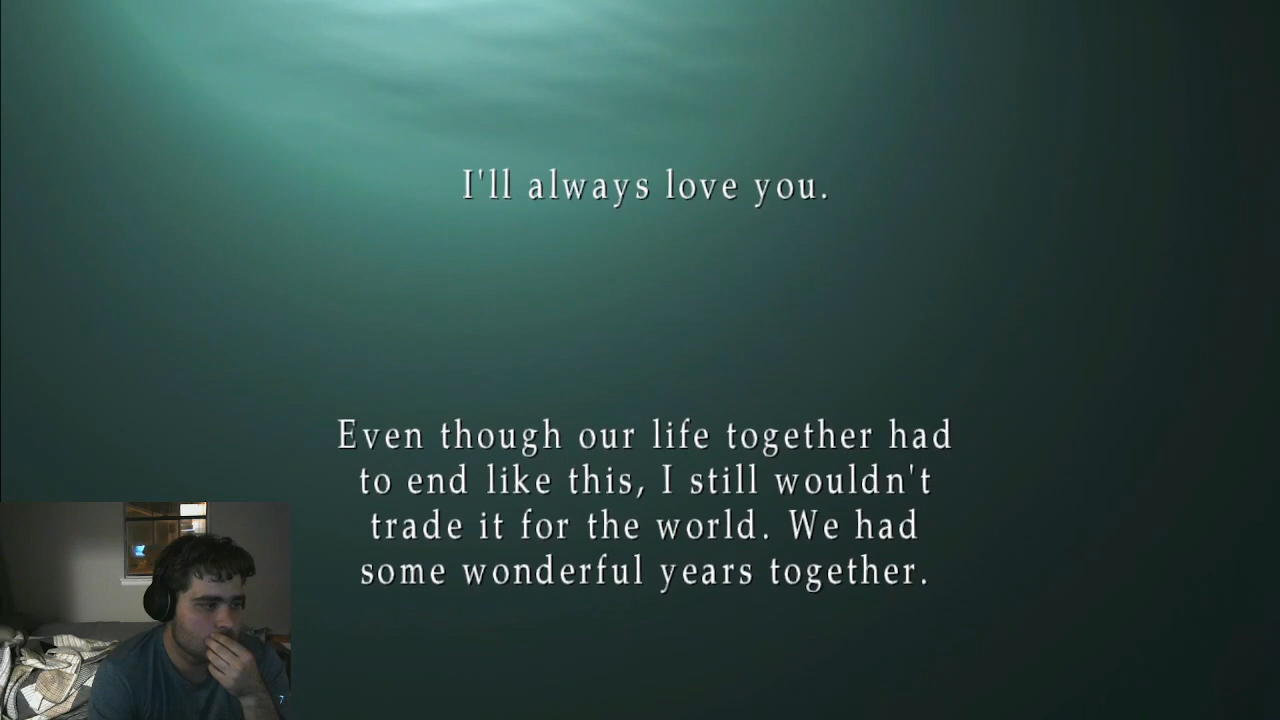 I'll always love you.
Even though our life together had
to end like this, I still wouldn't
trade it for the world. We had
some wonderful years together.